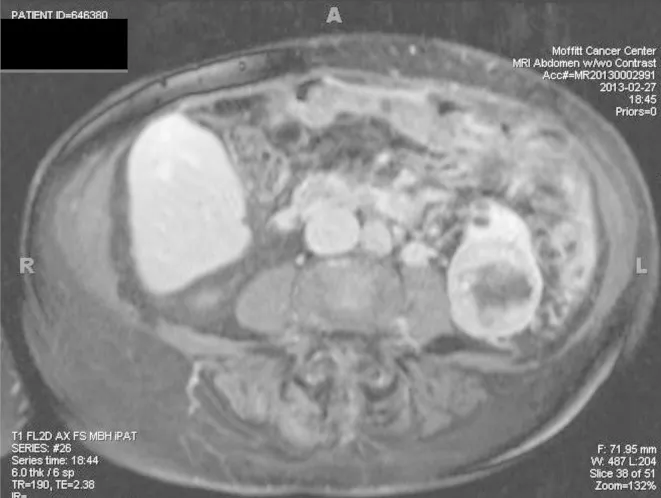 PATIENT ID=646380
A
Moffitt Cancer Center
MRI Abdomen w/wo Contrast
Acc#=MR20130002991
2013-02-27
18:45
Priors=0
R
L
T1 FL2D AX FS MBH iPAT
SERIES: #26
Series time: 18:44
6.0 thk / 6 sp
TR=190, TE=2.38
IR=
F: 71.95 mm
W: 487 L:204
Slice 38 of 51
Zoom=132%